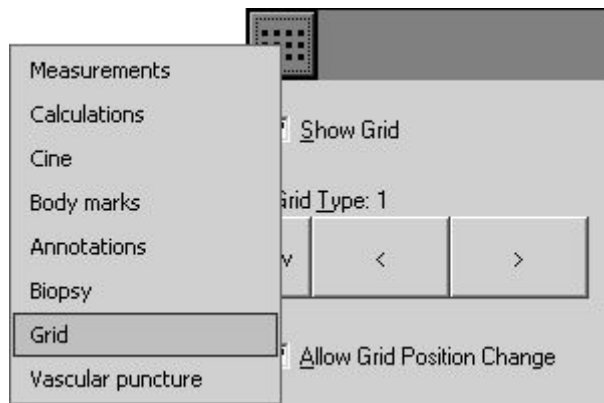 Measurements
Calculations
Cine
Body marks
Annotations
Biopsy
Grid
Vascular puncture
Show Grid
Grid Type: 1
< >
Allow Grid Position Change